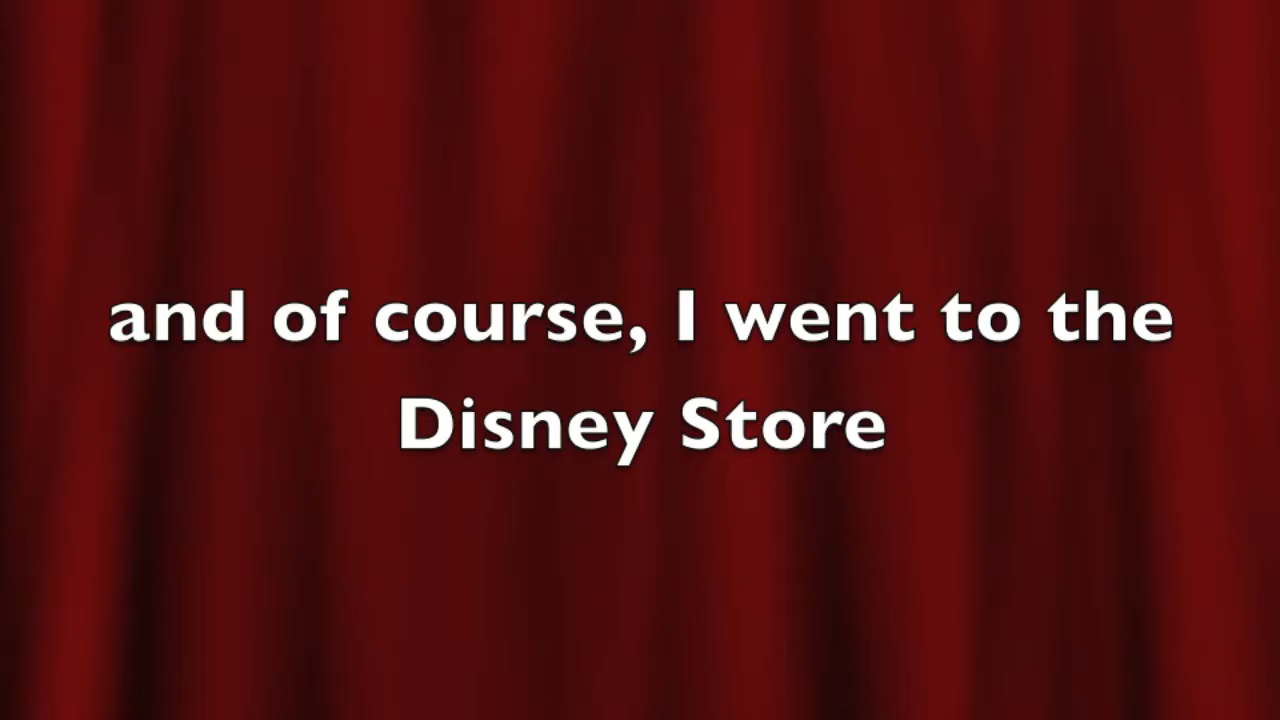 and of course, I went to the
Disney Store